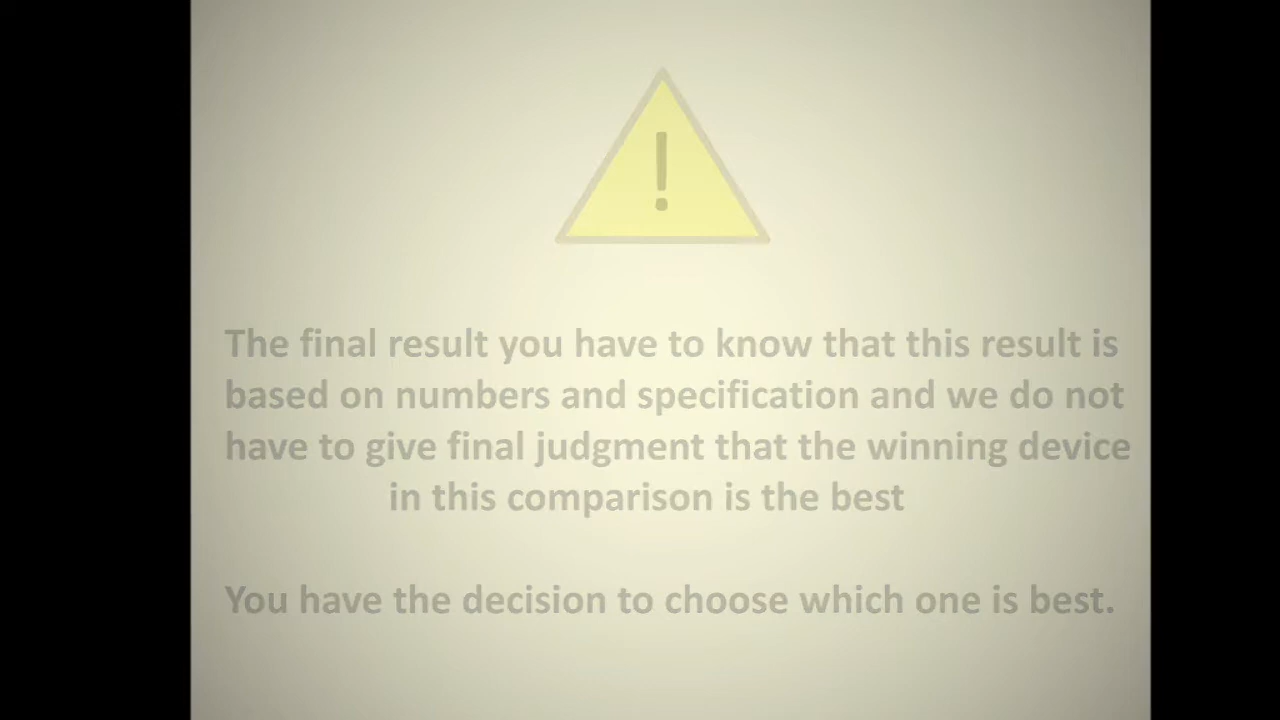 !
The final result you have to know that this result is
based on numbers and specification and we do not
have to give final judgment that the winning device
in this comparison is the best
You have the decision to choose which one is best.